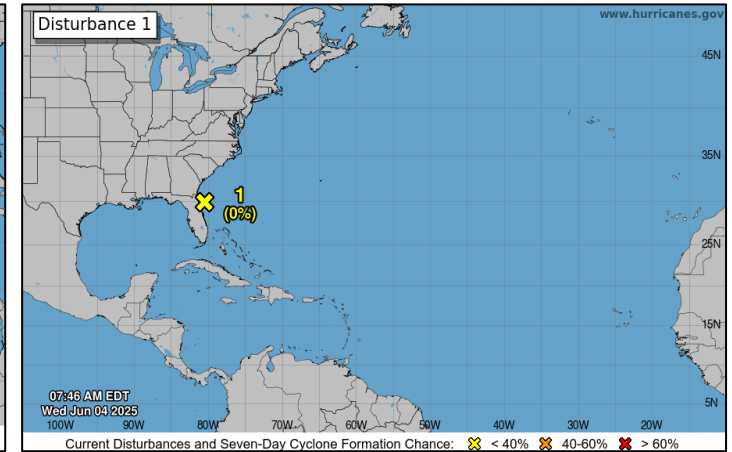 Disturbance 1
www.hurricanes.gov
45N
35N
1
(0%)
25N
15N
07:46 AM EDT
Wed Jun 04 2025
5N
100W 90W 80W 70W 60W 50W 40W 30W 20W
Current Disturbances and Seven-Day Cyclone Formation Chance: < 40% 40-60% > 60%